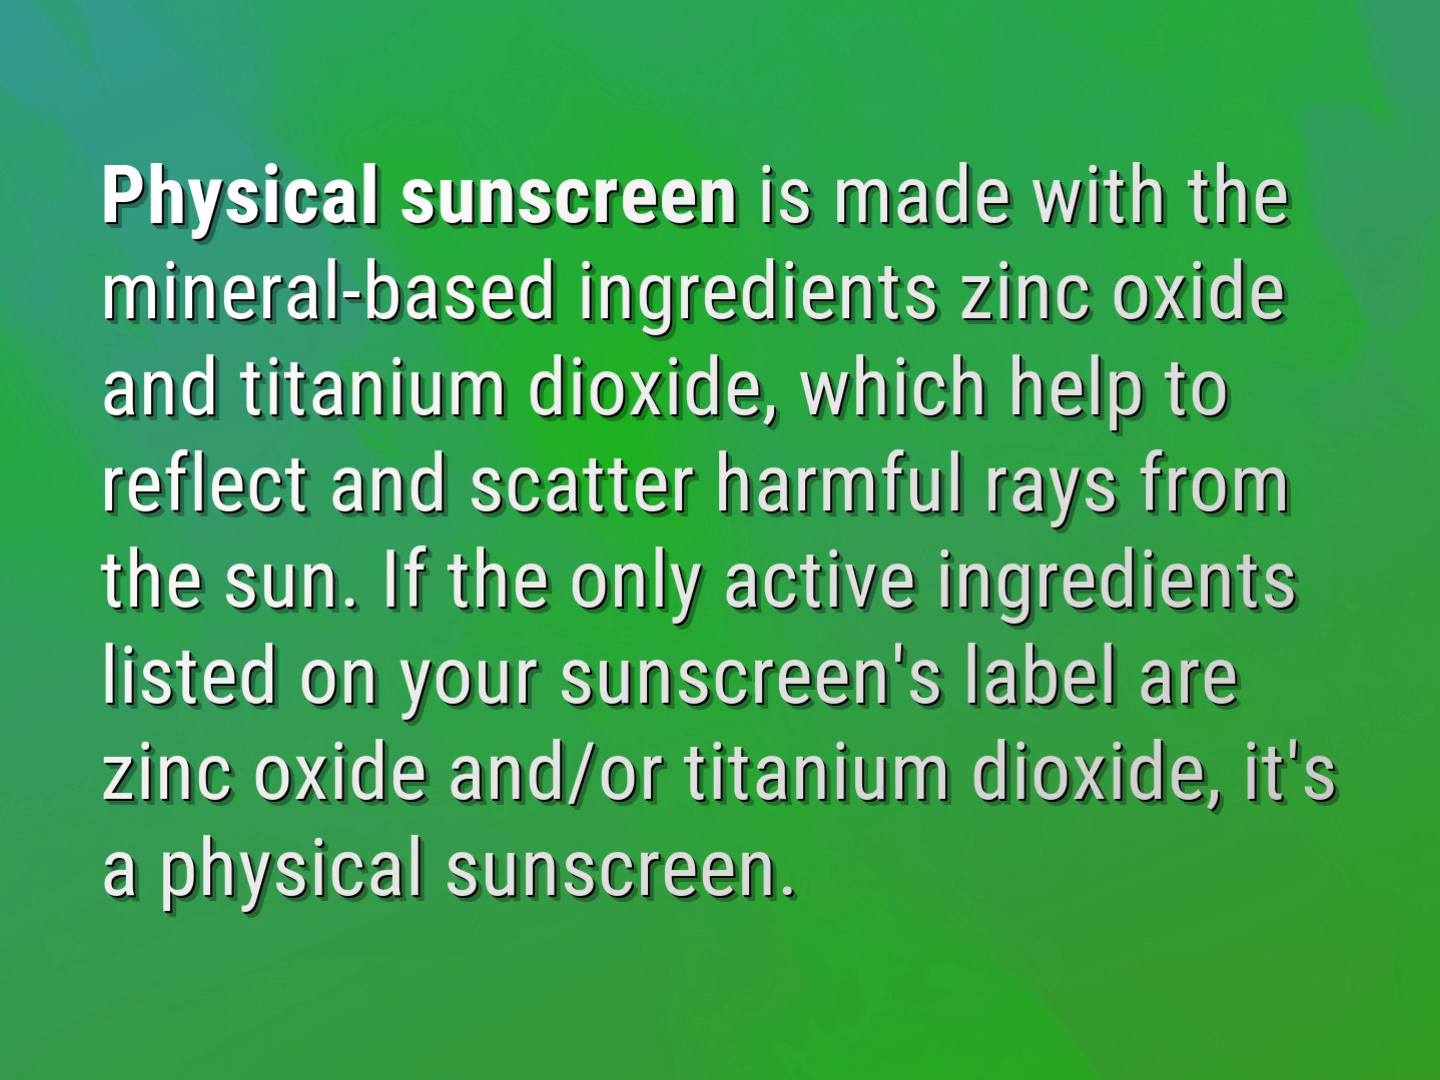 Physical sunscreen is made with the
mineral-based ingredients zinc oxide
and titanium dioxide, which help to
reflect and scatter harmful rays from
the sun. If the only active ingredients
listed on your sunscreen's label are
zinc oxide and/or titanium dioxide, it's
a physical sunscreen.